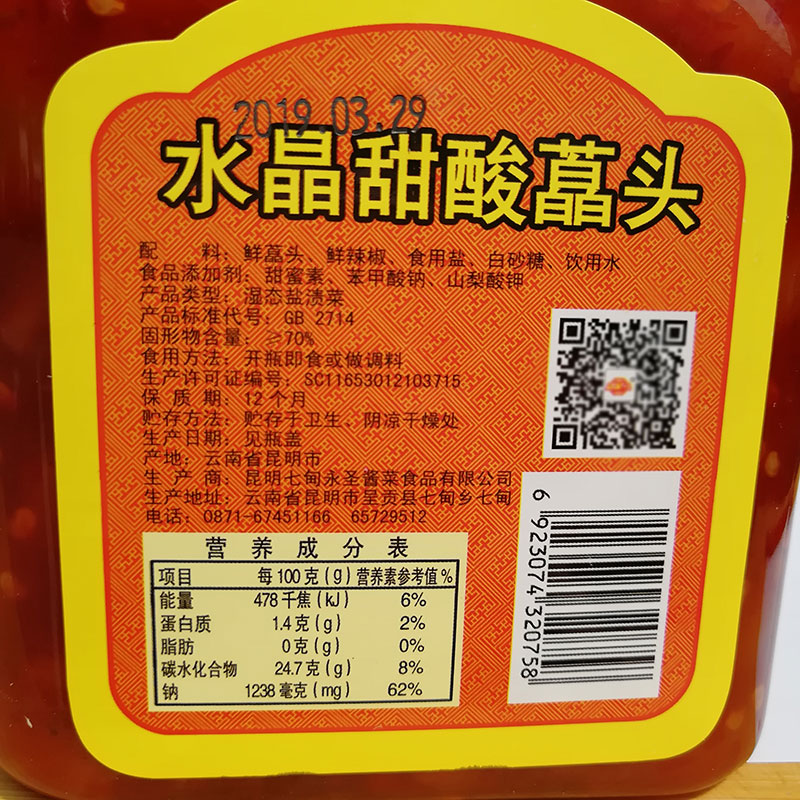 2019.03.29
水晶甜酸藠头
配 料：鲜藠头、鲜辣椒、食用盐、白砂糖、饮用水
食品添加剂：甜蜜素、苯甲酸钠、山梨酸钾
产品类型：湿态盐渍菜
产品标准代号：GB 2714
固形物含量：≥70%
食用方法：开瓶即食或做调料
生产许可证编号：SC11653012103715
保 质 期：12个月
贮存方法：贮存于卫生、阴凉干燥处
生产日期：见瓶盖
产地：云南省昆明市
生 产 商：昆明七甸永圣酱菜食品有限公司
生产地址：云南省昆明市呈贡县七甸乡七甸
电话：0871-67451166 65729512
营 养 成 分 表
项目 每100克(g) 营养素参考值%
能量 478千焦(kJ) 6%
蛋白质 1.4克(g) 2%
脂肪 0克(g) 0%
碳水化合物 24.7克(g) 8%
钠 1238毫克(mg) 62%
6 923074 320758